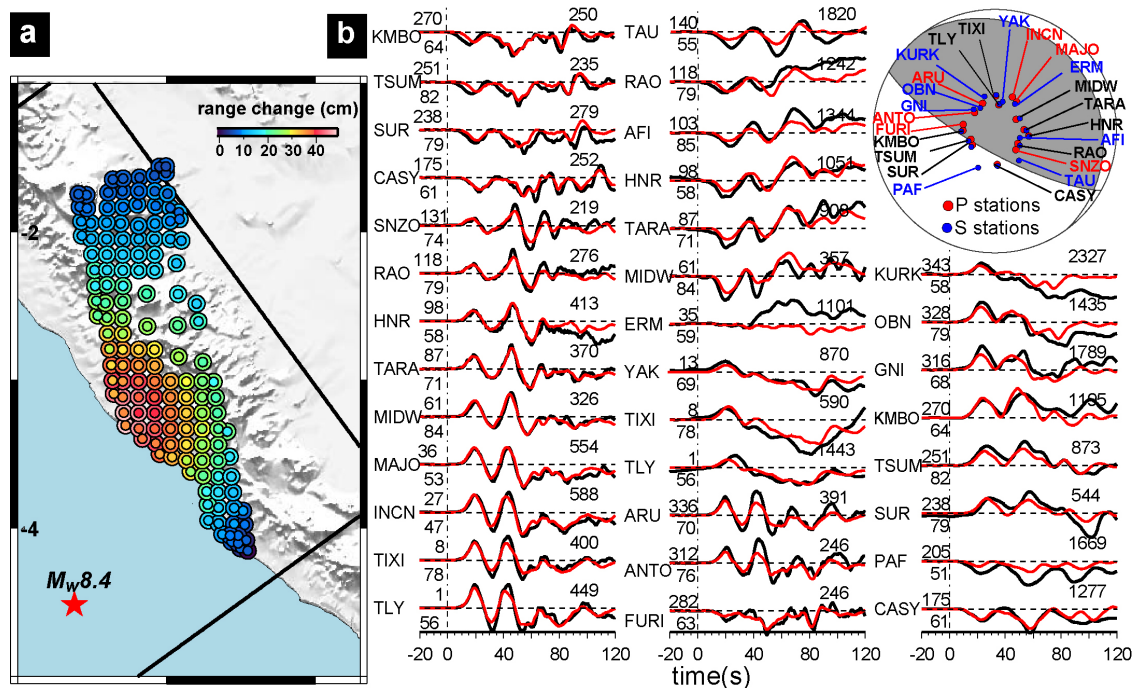 a
b
range change (cm)
0 10 20 30 40
-2
-4
Mw8.4
KMBO 270 64 250
TSUM 251 82 235
SUR 238 79 279
CASY 175 61 252
SNZO 131 74 219
RAO 118 79 276
HNR 98 58 413
TARA 87 71 370
MIDW 61 84 326
MAJO 36 53 554
INCN 27 47 588
TIXI 8 78 400
TLY 1 56 449
-20 0 40 80 120
TAU 140 55 1820
RAO 118 79 1242
AFI 103 85 1344
HNR 98 58 1051
TARA 87 71 908
MIDW 61 84 357
ERM 35 59 1101
YAK 13 69 870
TIXI 8 78 590
TLY 1 56 1443
ARU 336 70 391
ANTO 312 76 246
FURI 282 63 246
-20 0 40 80 120
time(s)
YAK
TIXI
INCN
TLY
MAJO
KURK
ERM
ARU
MIDW
OBN
TARA
GNI
HNR
ANTO
AFI
FURI
KMBO
RAO
TSUM
SNZO
SUR
TAU
PAF
CASY
P stations
S stations
KURK 343 58 2327
OBN 328 79 1435
GNI 316 68 1789
KMBO 270 64 1195
TSUM 251 82 873
SUR 238 79 544
PAF 205 51 1669
CASY 175 61 1277
-20 0 40 80 120